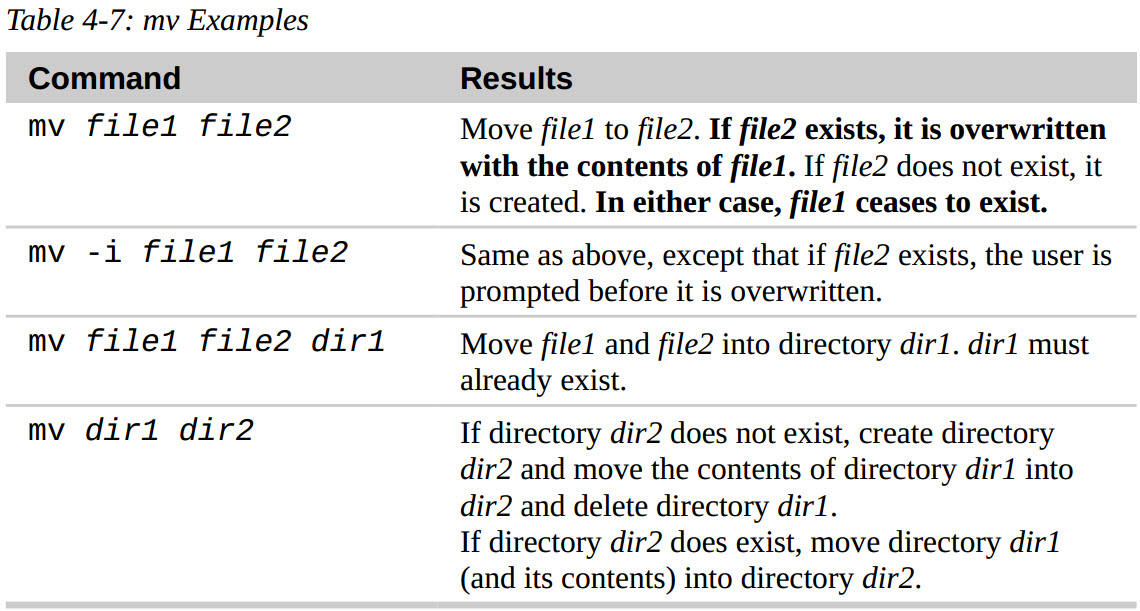 Table 4-7: mv Examples
Command Results
mv file1 file2 Move file1 to file2. If file2 exists, it is overwritten
with the contents of file1. If file2 does not exist, it
is created. In either case, file1 ceases to exist.
mv -i file1 file2 Same as above, except that if file2 exists, the user is
prompted before it is overwritten.
mv file1 file2 dir1 Move file1 and file2 into directory dir1. dir1 must
already exist.
mv dir1 dir2 If directory dir2 does not exist, create directory
dir2 and move the contents of directory dir1 into
dir2 and delete directory dir1.
If directory dir2 does exist, move directory dir1
(and its contents) into directory dir2.